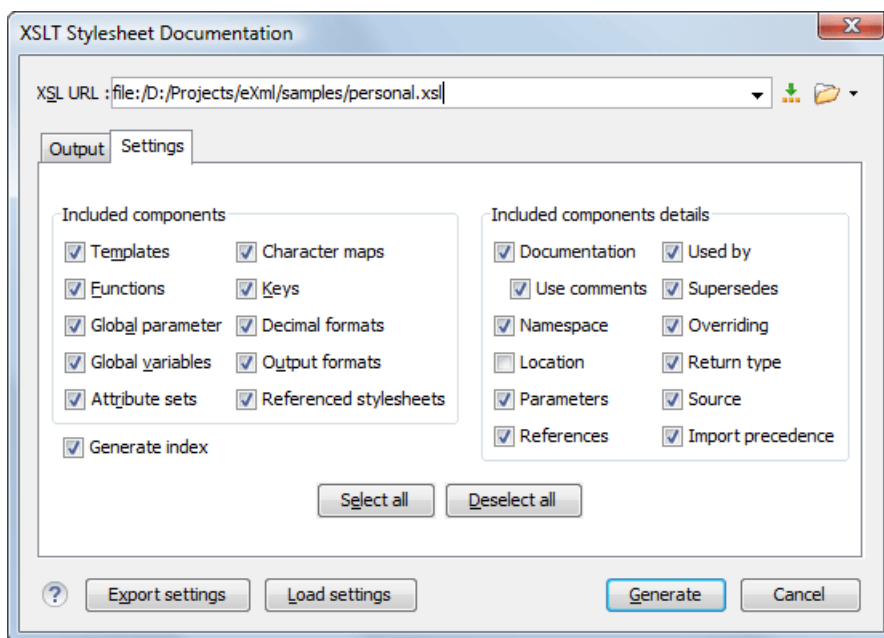 XSLT Stylesheet Documentation
XSL URL : file:/D:/Projects/eXml/samples/personal.xsl
Output Settings
Included components
Templates Character maps
Functions Keys
Global parameter Decimal formats
Global variables Output formats
Attribute sets Referenced stylesheets
Generate index
Included components details
Documentation Used by
Use comments Supersedes
Namespace Overriding
Location Return type
Parameters Source
References Import precedence
Select all Deselect all
? Export settings Load settings Generate Cancel